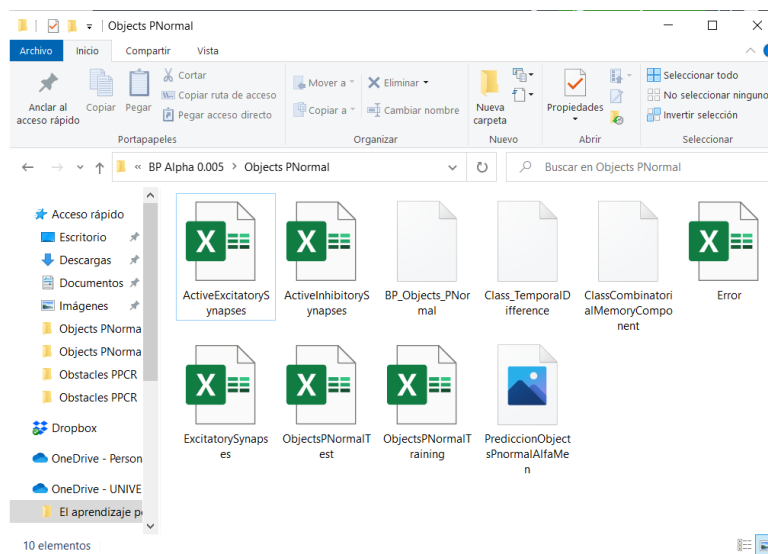 Objects PNormal
Archivo Inicio Compartir Vista
Anclar al acceso rápido
Copiar
Pegar
Cortar
Copiar ruta de acceso
Pegar acceso directo
Portapapeles
Mover a
Copiar a
Eliminar
Cambiar nombre
Organizar
Nueva carpeta
Nuevo
Propiedades
Abrir
Seleccionar todo
No seleccionar ninguno
Invertir selección
Seleccionar
« BP Alpha 0.005 > Objects PNormal
Buscar en Objects PNormal
Acceso rápido
Escritorio
Descargas
Documentos
Imágenes
Objects PNorma
Objects PNorma
Obstacles PPCR
Obstacles PPCR
Dropbox
OneDrive - Person
OneDrive - UNIVE
El aprendizaje p
ActiveExcitatoryS
ynapses
ActiveInhibitoryS
ynapses
BP_Objects_PNor
mal
Class_TemporalD
ifference
ClassCombinatori
alMemoryCompo
nent
Error
ExcitatorySynaps
es
ObjectsPNormalT
est
ObjectsPNormalT
raining
PrediccionObject
sPnormalAlfaMe
n
10 elementos